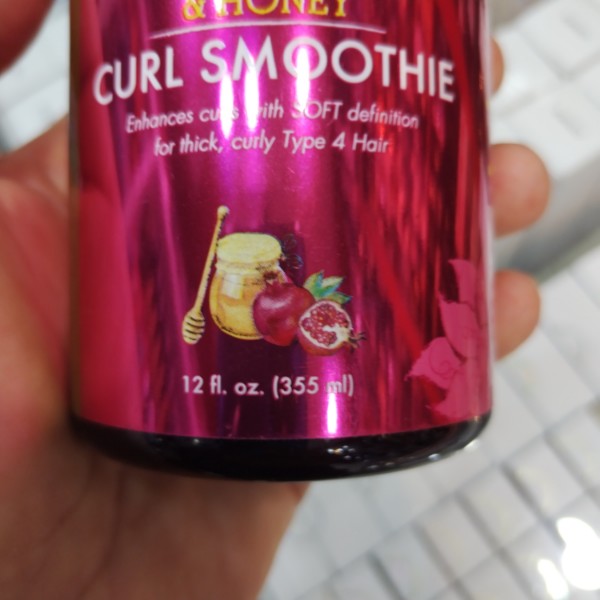 & HONEY
CURL SMOOTHIE
Enhances curls with SOFT definition
for thick, curly Type 4 Hair
12 fl. oz. (355 ml)